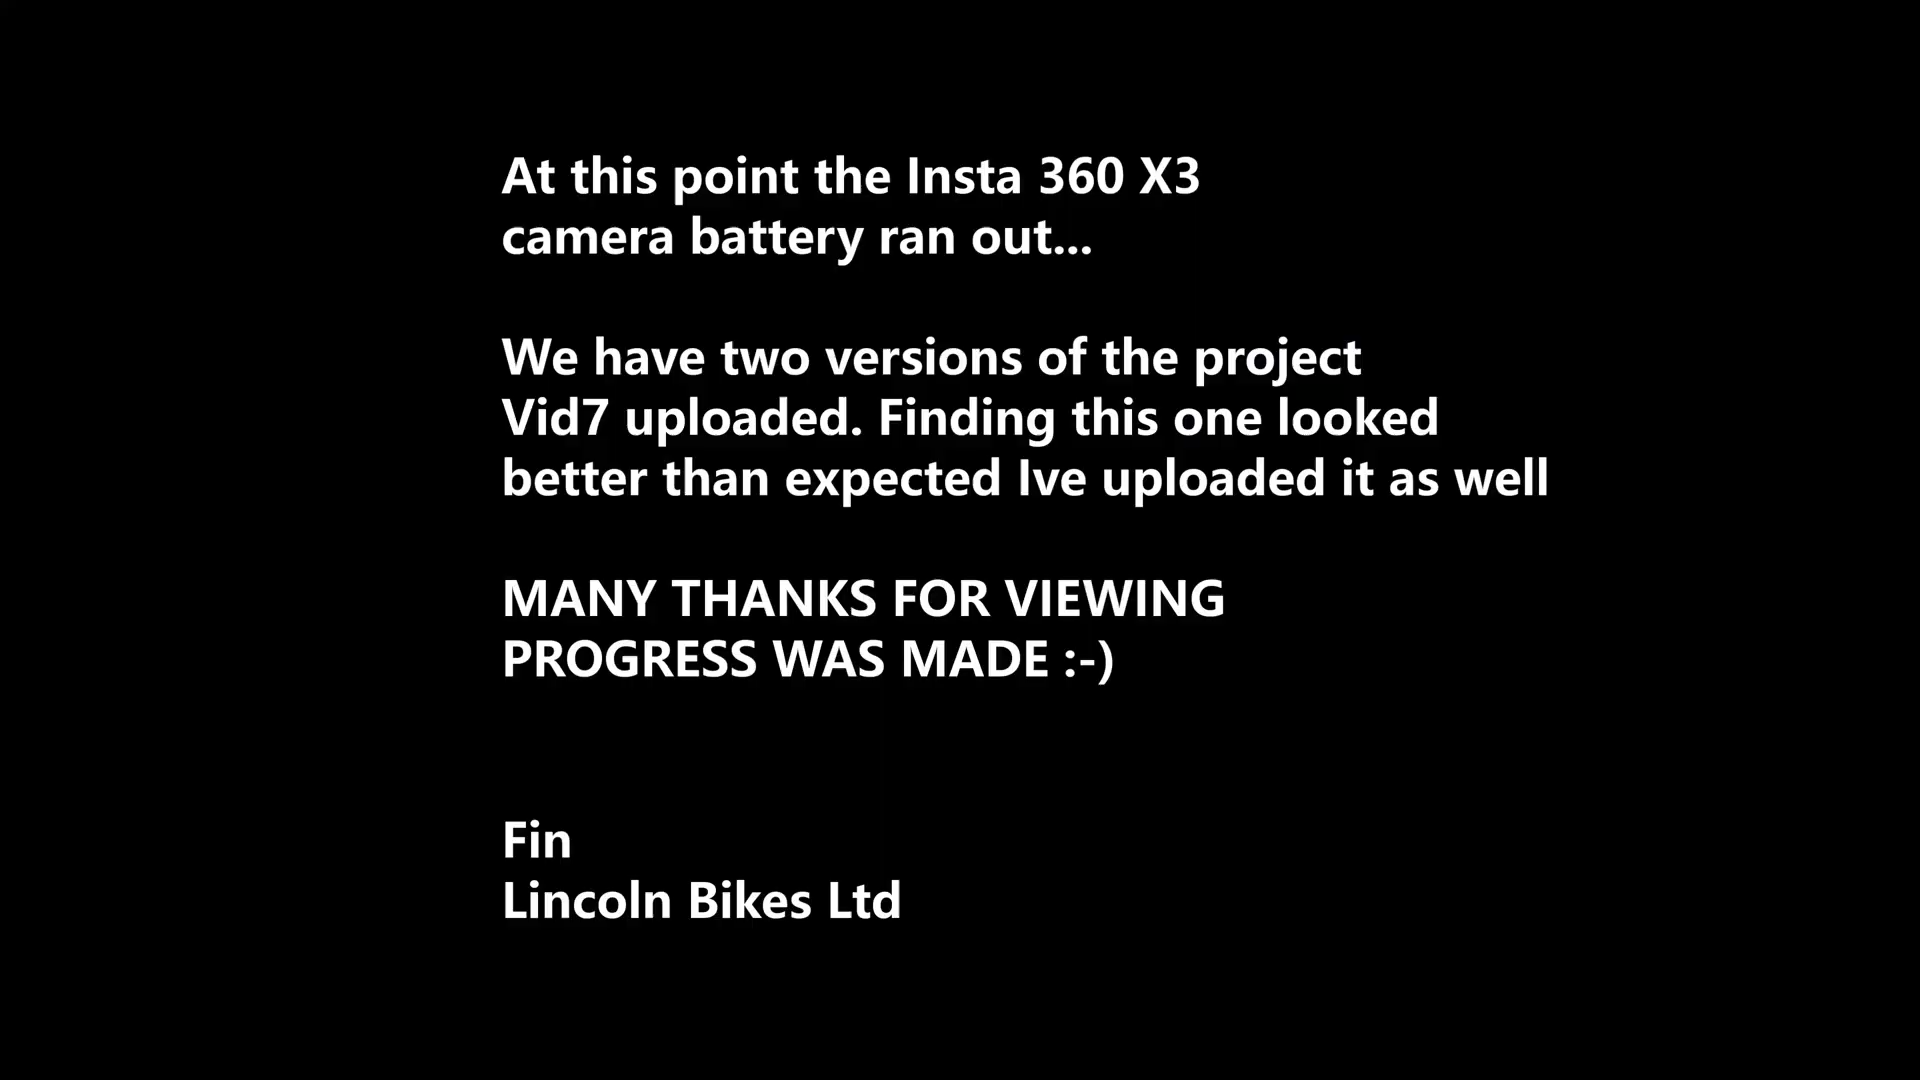 At this point the Insta 360 X3
camera battery ran out...
We have two versions of the project
Vid7 uploaded. Finding this one looked
better than expected Ive uploaded it as well
MANY THANKS FOR VIEWING
PROGRESS WAS MADE :-)
Fin
Lincoln Bikes Ltd